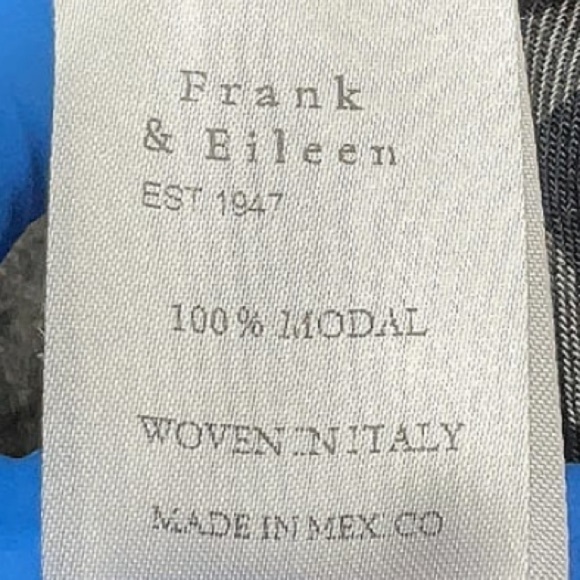 Frank
& Eileen
EST 1947
100% MODAL
WOVEN IN ITALY
MADE IN MEXICO